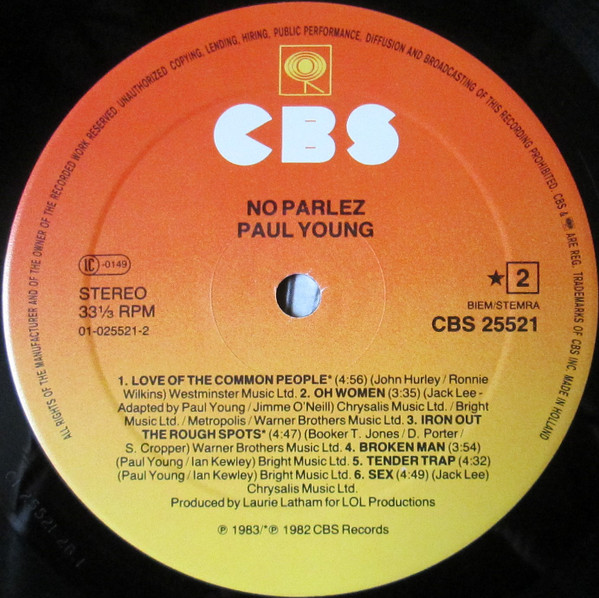 ALL RIGHTS OF THE MANUFACTURER AND OF THE OWNER OF THE RECORDED WORK RESERVED. UNAUTHORIZED COPYING, LENDING, HIRING, PUBLIC PERFORMANCE, DIFFUSION AND BROADCASTING OF THIS RECORDING PROHIBITED. CBS & ARE REG. TRADEMARKS OF CBS INC. MADE IN HOLLAND
CBS
NO PARLEZ
PAUL YOUNG
LC-0149
STEREO
33⅓ RPM
01-025521-2
★ 2
BIEM/STEMRA
CBS 25521
1. LOVE OF THE COMMON PEOPLE* (4:56) (John Hurley / Ronnie
Wilkins) Westminster Music Ltd. 2. OH WOMEN (3:35) (Jack Lee -
Adapted by Paul Young / Jimme O'Neill) Chrysalis Music Ltd. / Bright
Music Ltd. / Metropolis / Warner Brothers Music Ltd. 3. IRON OUT
THE ROUGH SPOTS* (4:47) (Booker T. Jones / D. Porter /
S. Cropper) Warner Brothers Music Ltd. 4. BROKEN MAN (3:54)
(Paul Young / Ian Kewley) Bright Music Ltd. 5. TENDER TRAP (4:32)
(Paul Young / Ian Kewley) Bright Music Ltd. 6. SEX (4:49) (Jack Lee)
Chrysalis Music Ltd.
Produced by Laurie Latham for LOL Productions
℗ 1983/*℗ 1982 CBS Records